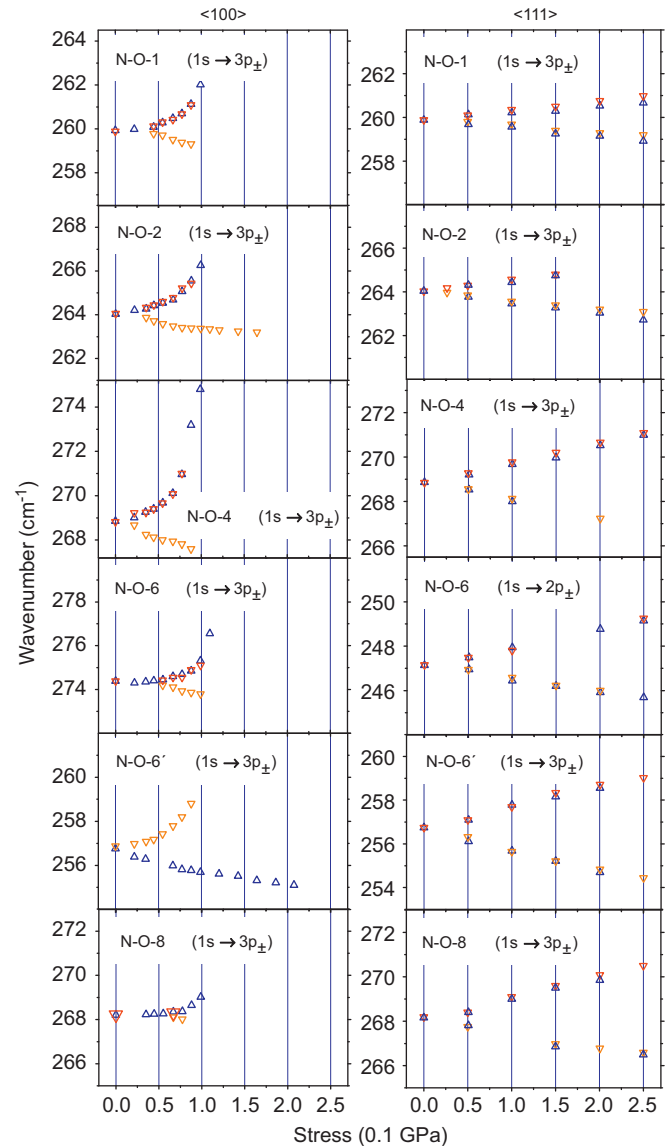 <100>
<111>
Wavenumber (cm⁻¹)
N-O-1 (1s → 3p±)
264
262
260
258
N-O-1 (1s → 3p±)
262
260
258
N-O-2 (1s → 3p±)
268
266
264
262
N-O-2 (1s → 3p±)
266
264
262
N-O-4 (1s → 3p±)
274
272
270
268
N-O-4 (1s → 3p±)
272
270
268
266
N-O-6 (1s → 3p±)
278
276
274
N-O-6 (1s → 2p±)
250
248
246
N-O-6´ (1s → 3p±)
260
258
256
N-O-6´ (1s → 3p±)
260
258
256
254
N-O-8 (1s → 3p±)
272
270
268
266
N-O-8 (1s → 3p±)
272
270
268
266
0.0 0.5 1.0 1.5 2.0 2.5
0.0 0.5 1.0 1.5 2.0 2.5
Stress (0.1 GPa)